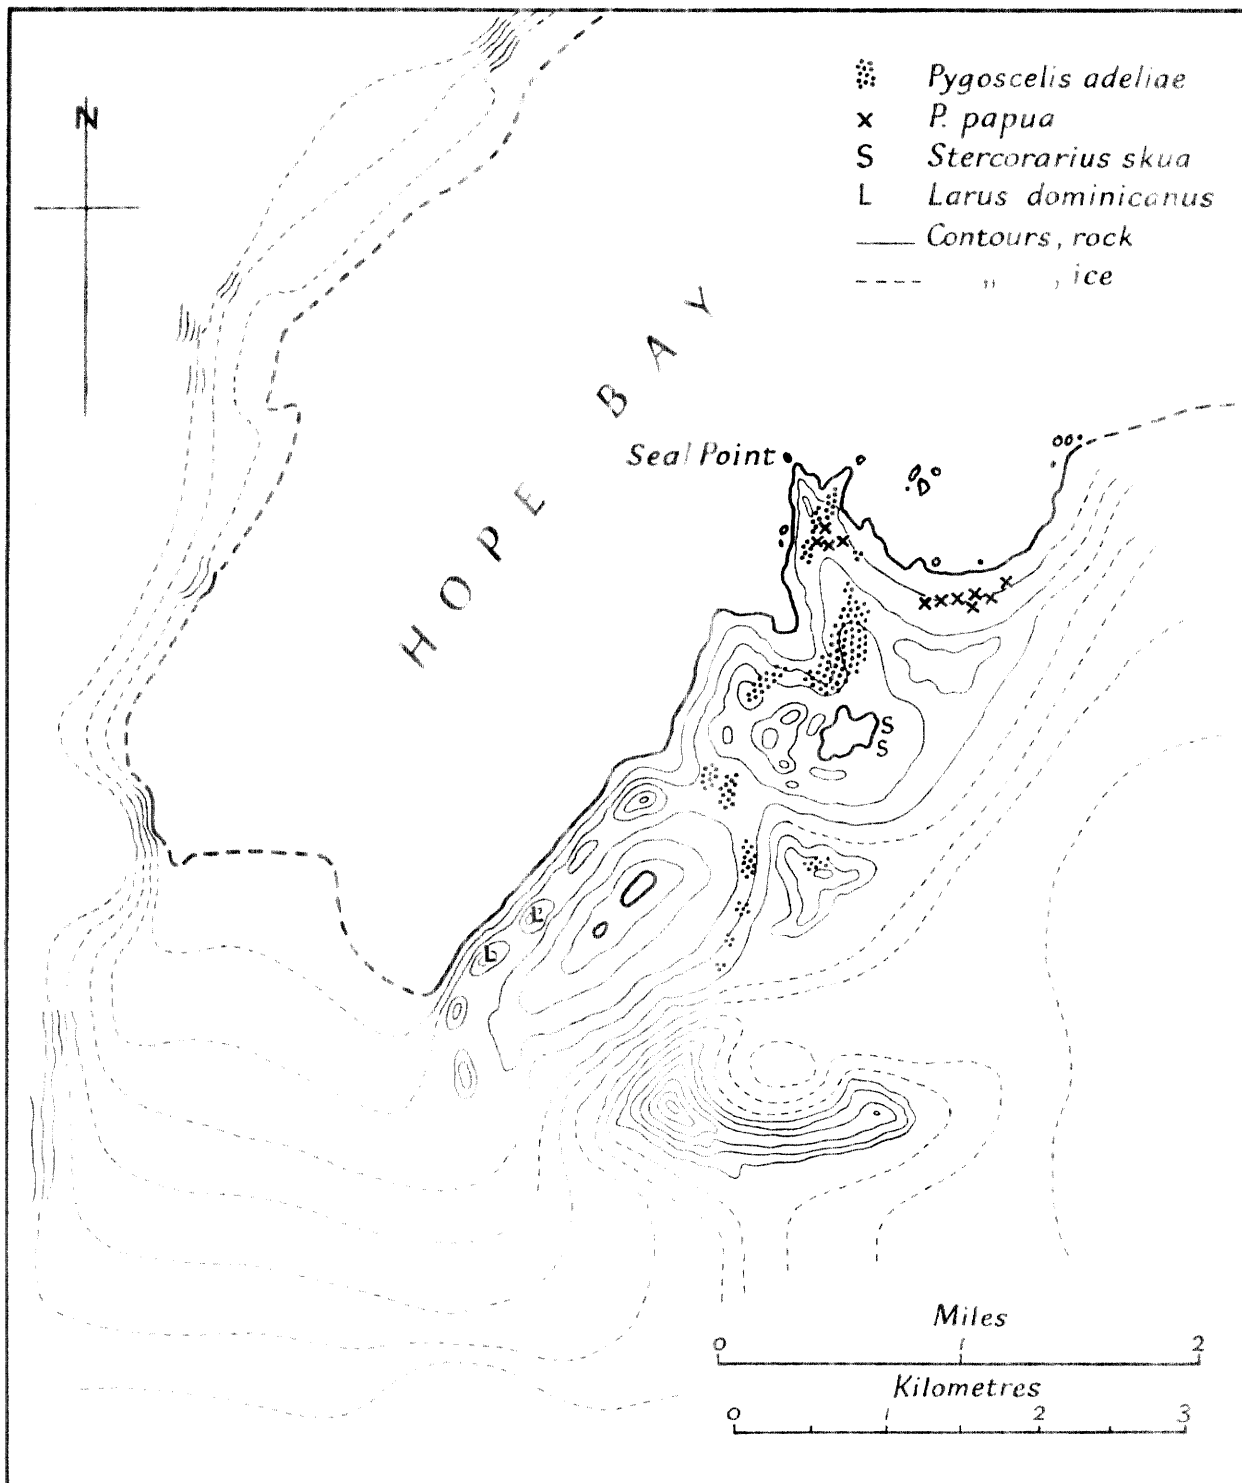 N
Pygoscelis adeliae
x P. papua
S Stercorarius skua
L Larus dominicanus
Contours, rock
„ , ice
HOPE BAY
Seal Point
S
S
L
L
Miles
0 1 2
Kilometres
0 1 2 3